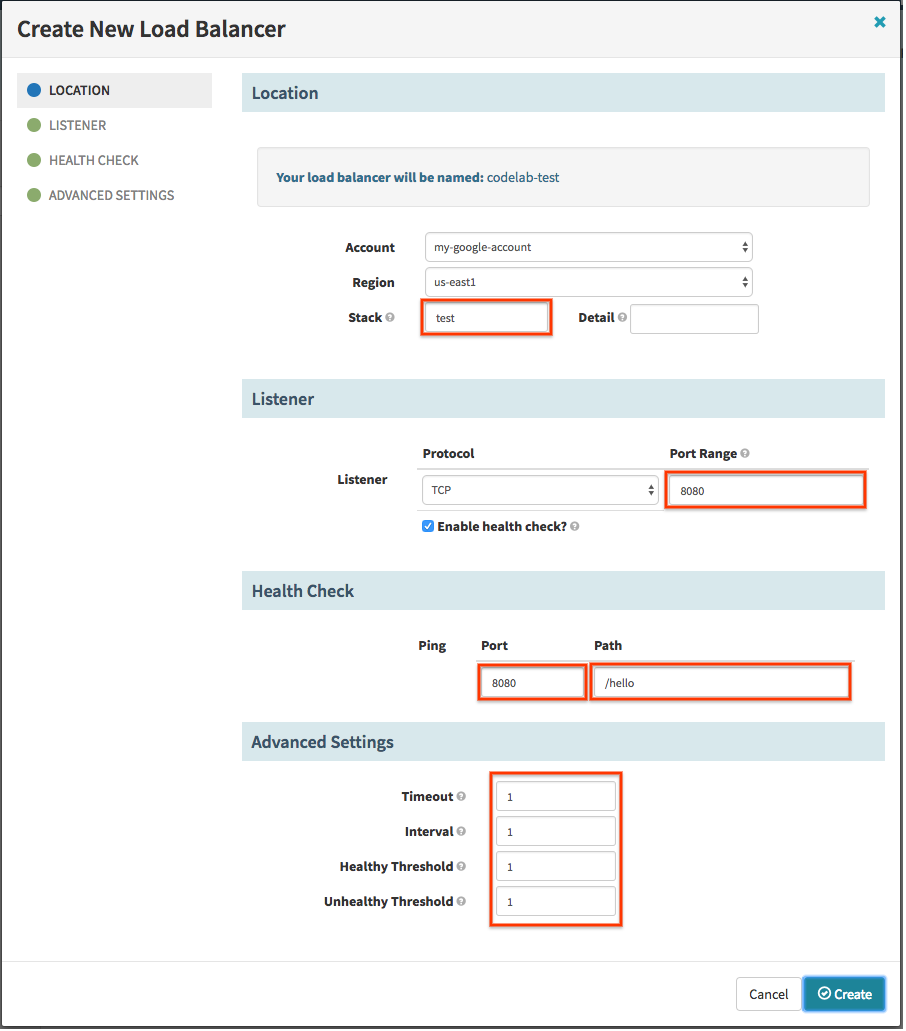 Create New Load Balancer
LOCATION
LISTENER
HEALTH CHECK
ADVANCED SETTINGS
Location
Your load balancer will be named: codelab-test
Account my-google-account
Region us-east1
Stack test Detail
Listener
Protocol Port Range
Listener TCP 8080
Enable health check?
Health Check
Ping Port Path
8080 /hello
Advanced Settings
Timeout 1
Interval 1
Healthy Threshold 1
Unhealthy Threshold 1
Cancel Create